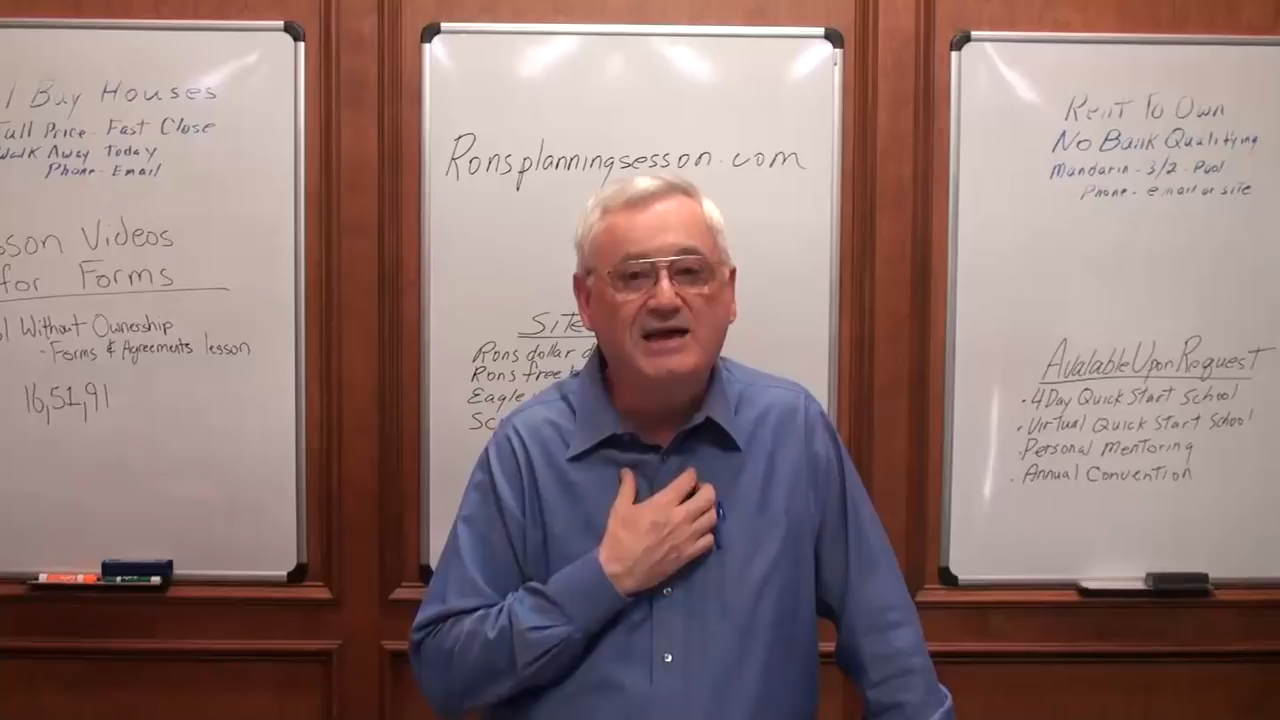 I Buy Houses
Full Price - Fast Close
Walk Away Today
Phone - Email
sson Videos
for Forms
ol Without Ownership
- Forms & Agreements lesson
16,51,91
Ronsplanningsesson.com
Site
Rons dollar d
Rons free
Eagle
Sc
Rent To Own
No Bank Qualifying
Mandarin - 3/2 - Pool
Phone - email or site
Avalable Upon Request
• 4 Day Quick Start School
• Virtual Quick Start School
• Personal Mentoring
• Annual Convention